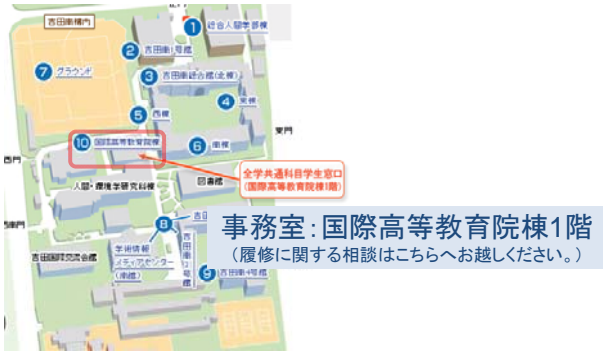 吉田南構内
正門
1 総合人間学部棟
2 吉田南1号館
3 吉田南総合館(北棟)
7 グラウンド
4 東棟
5 西棟
東門
10 国際高等教育院棟
6 南棟
西門
全学共通科目学生窓口
(国際高等教育院棟1階)
人間・環境学研究科棟
図書館
8
吉田南2号館
西南門
吉田国際交流会館
学術情報
メディアセンター
(南館)
9 吉田南4号館
事務室:国際高等教育院棟1階
(履修に関する相談はこちらへお越しください。)